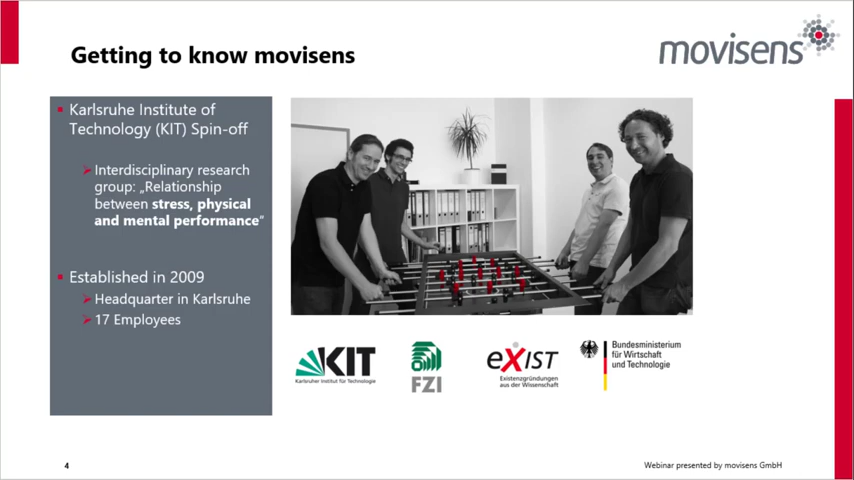 Getting to know movisens
movisens
Karlsruhe Institute of
Technology (KIT) Spin-off
Interdisciplinary research
group: „Relationship
between stress, physical
and mental performance“
Established in 2009
Headquarter in Karlsruhe
17 Employees
KIT
Karlsruher Institut für Technologie
FZI
eXIST
Existenzgründungen
aus der Wissenschaft
Bundesministerium
für Wirtschaft
und Technologie
4
Webinar presented by movisens GmbH